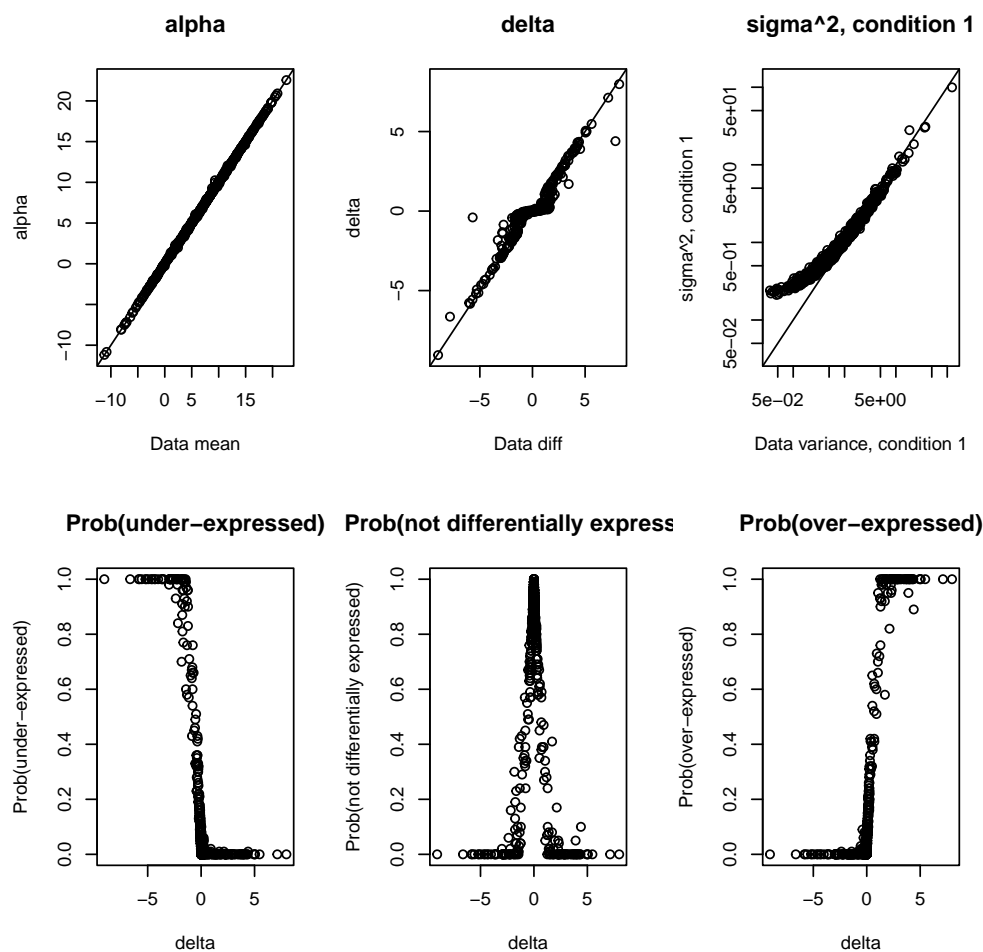 alpha
delta
sigma^2, condition 1
alpha
−10
0
5
10
15
20
−10
0
5
15
Data mean
delta
−5
0
5
−5
0
5
Data diff
sigma^2, condition 1
5e−02
5e−01
5e+00
5e+01
5e−02
5e+00
Data variance, condition 1
Prob(under−expressed)
Prob(not differentially express
Prob(over−expressed)
Prob(under−expressed)
0.0
0.2
0.4
0.6
0.8
1.0
−5
0
5
delta
Prob(not differentially expressed)
0.0
0.2
0.4
0.6
0.8
1.0
−5
0
5
delta
Prob(over−expressed)
0.0
0.2
0.4
0.6
0.8
1.0
−5
0
5
delta